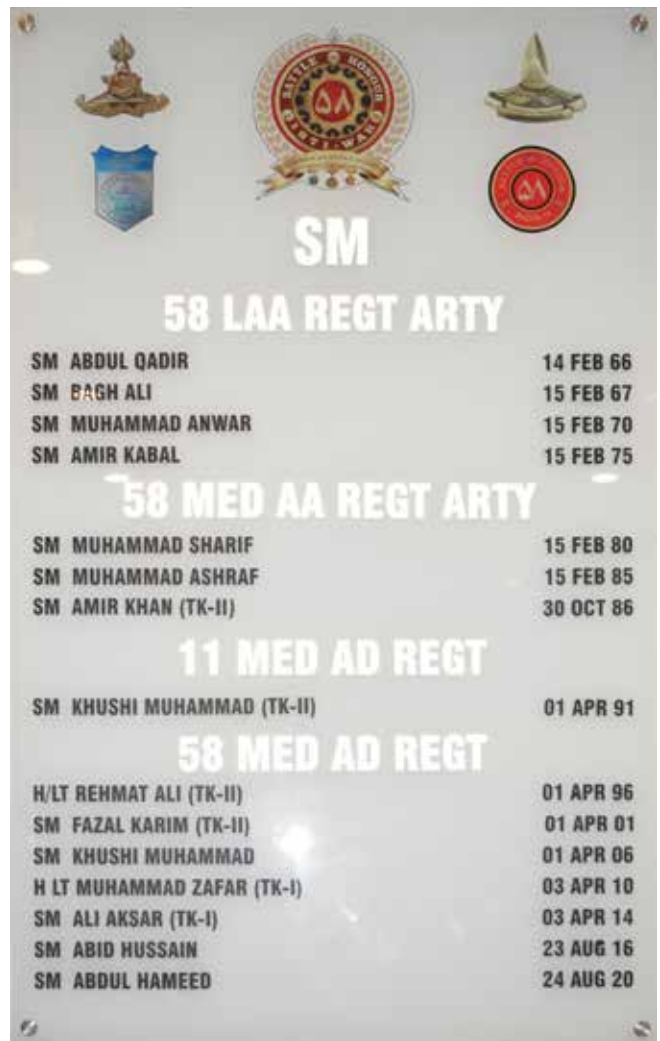 BATTLE HONOUR
۵۸
1971 WAR
۵۸
SM
58 LAA REGT ARTY
SM ABDUL QADIR 14 FEB 66
SM BAGH ALI 15 FEB 67
SM MUHAMMAD ANWAR 15 FEB 70
SM AMIR KABAL 15 FEB 75
58 MED AA REGT ARTY
SM MUHAMMAD SHARIF 15 FEB 80
SM MUHAMMAD ASHRAF 15 FEB 85
SM AMIR KHAN (TK-II) 30 OCT 86
11 MED AD REGT
SM KHUSHI MUHAMMAD (TK-II) 01 APR 91
58 MED AD REGT
H/LT REHMAT ALI (TK-II) 01 APR 96
SM FAZAL KARIM (TK-II) 01 APR 01
SM KHUSHI MUHAMMAD 01 APR 06
H LT MUHAMMAD ZAFAR (TK-I) 03 APR 10
SM ALI AKSAR (TK-I) 03 APR 14
SM ABID HUSSAIN 23 AUG 16
SM ABDUL HAMEED 24 AUG 20